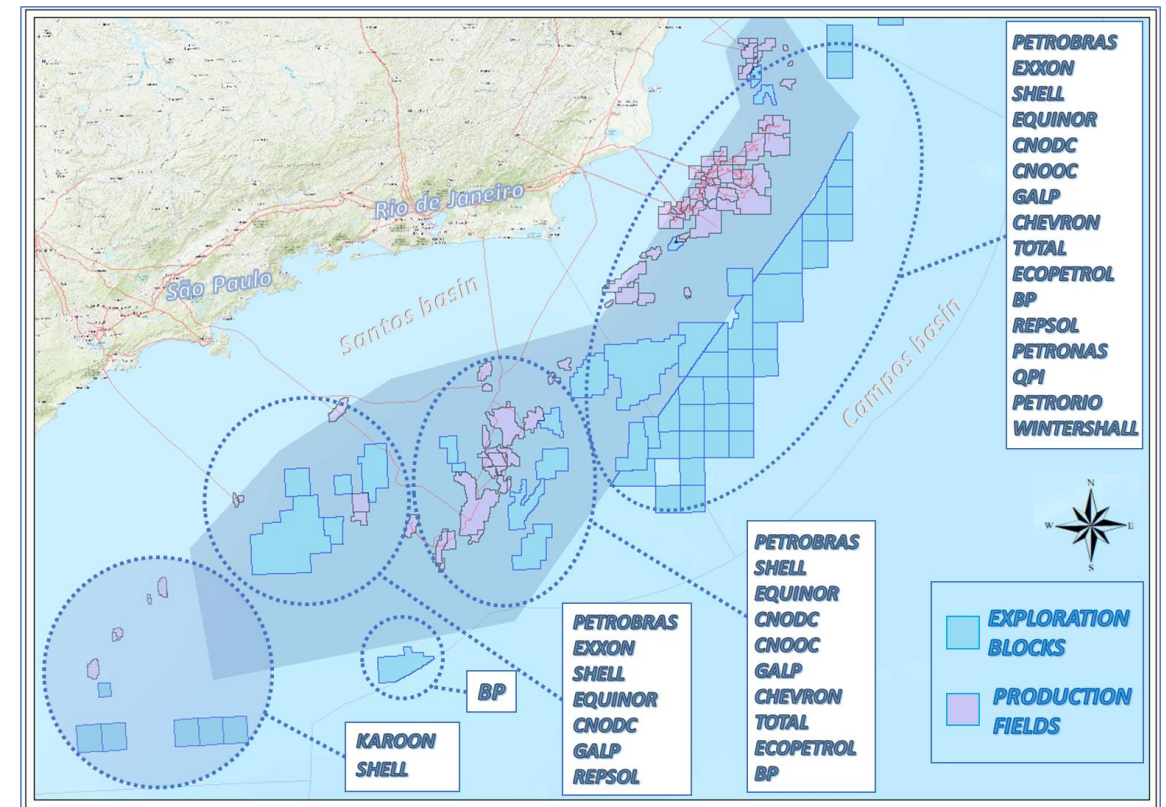 PETROBRAS
EXXON
SHELL
EQUINOR
CNODC
CNOOC
GALP
CHEVRON
TOTAL
ECOPETROL
BP
REPSOL
PETRONAS
QPI
PETRORIO
WINTERSHALL
Rio de Janeiro
São Paulo
Santos basin
Campos basin
N
W
E
S
PETROBRAS
SHELL
EQUINOR
CNODC
CNOOC
GALP
CHEVRON
TOTAL
ECOPETROL
BP
PETROBRAS
EXXON
SHELL
EQUINOR
CNODC
GALP
REPSOL
BP
KAROON
SHELL
EXPLORATION
BLOCKS
PRODUCTION
FIELDS